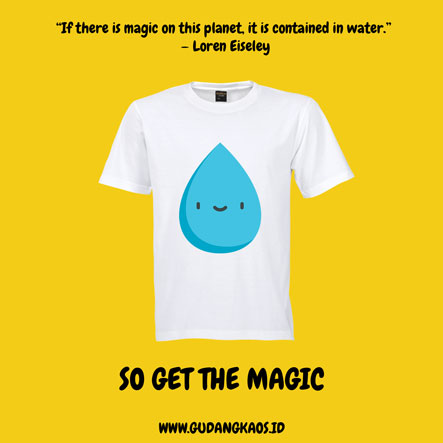 “If there is magic on this planet, it is contained in water.”
– Loren Eiseley
SO GET THE MAGIC
WWW.GUDANGKAOS.ID